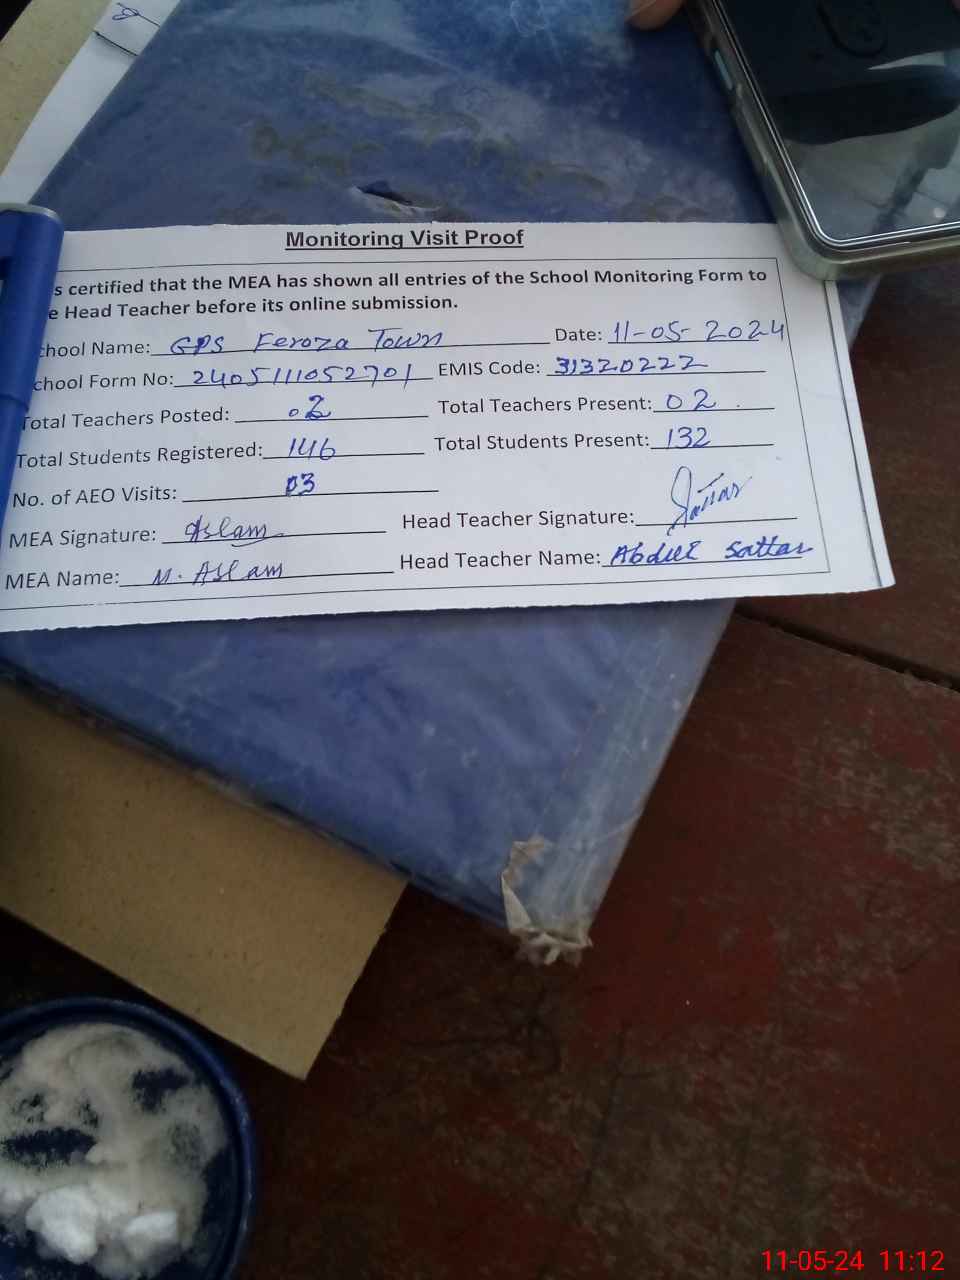 Monitoring Visit Proof
s certified that the MEA has shown all entries of the School Monitoring Form to
e Head Teacher before its online submission.
chool Name: GPS Feroza Town Date: 11-05-2024
chool Form No: 2405111052701 EMIS Code: 31320222
Total Teachers Posted: 02 Total Teachers Present: 02
Total Students Registered: 146 Total Students Present: 132
No. of AEO Visits: 03
MEA Signature: Aslam Head Teacher Signature: Sattar
MEA Name: M. Aslam Head Teacher Name: Abdul Sattar
11-05-24 11:12